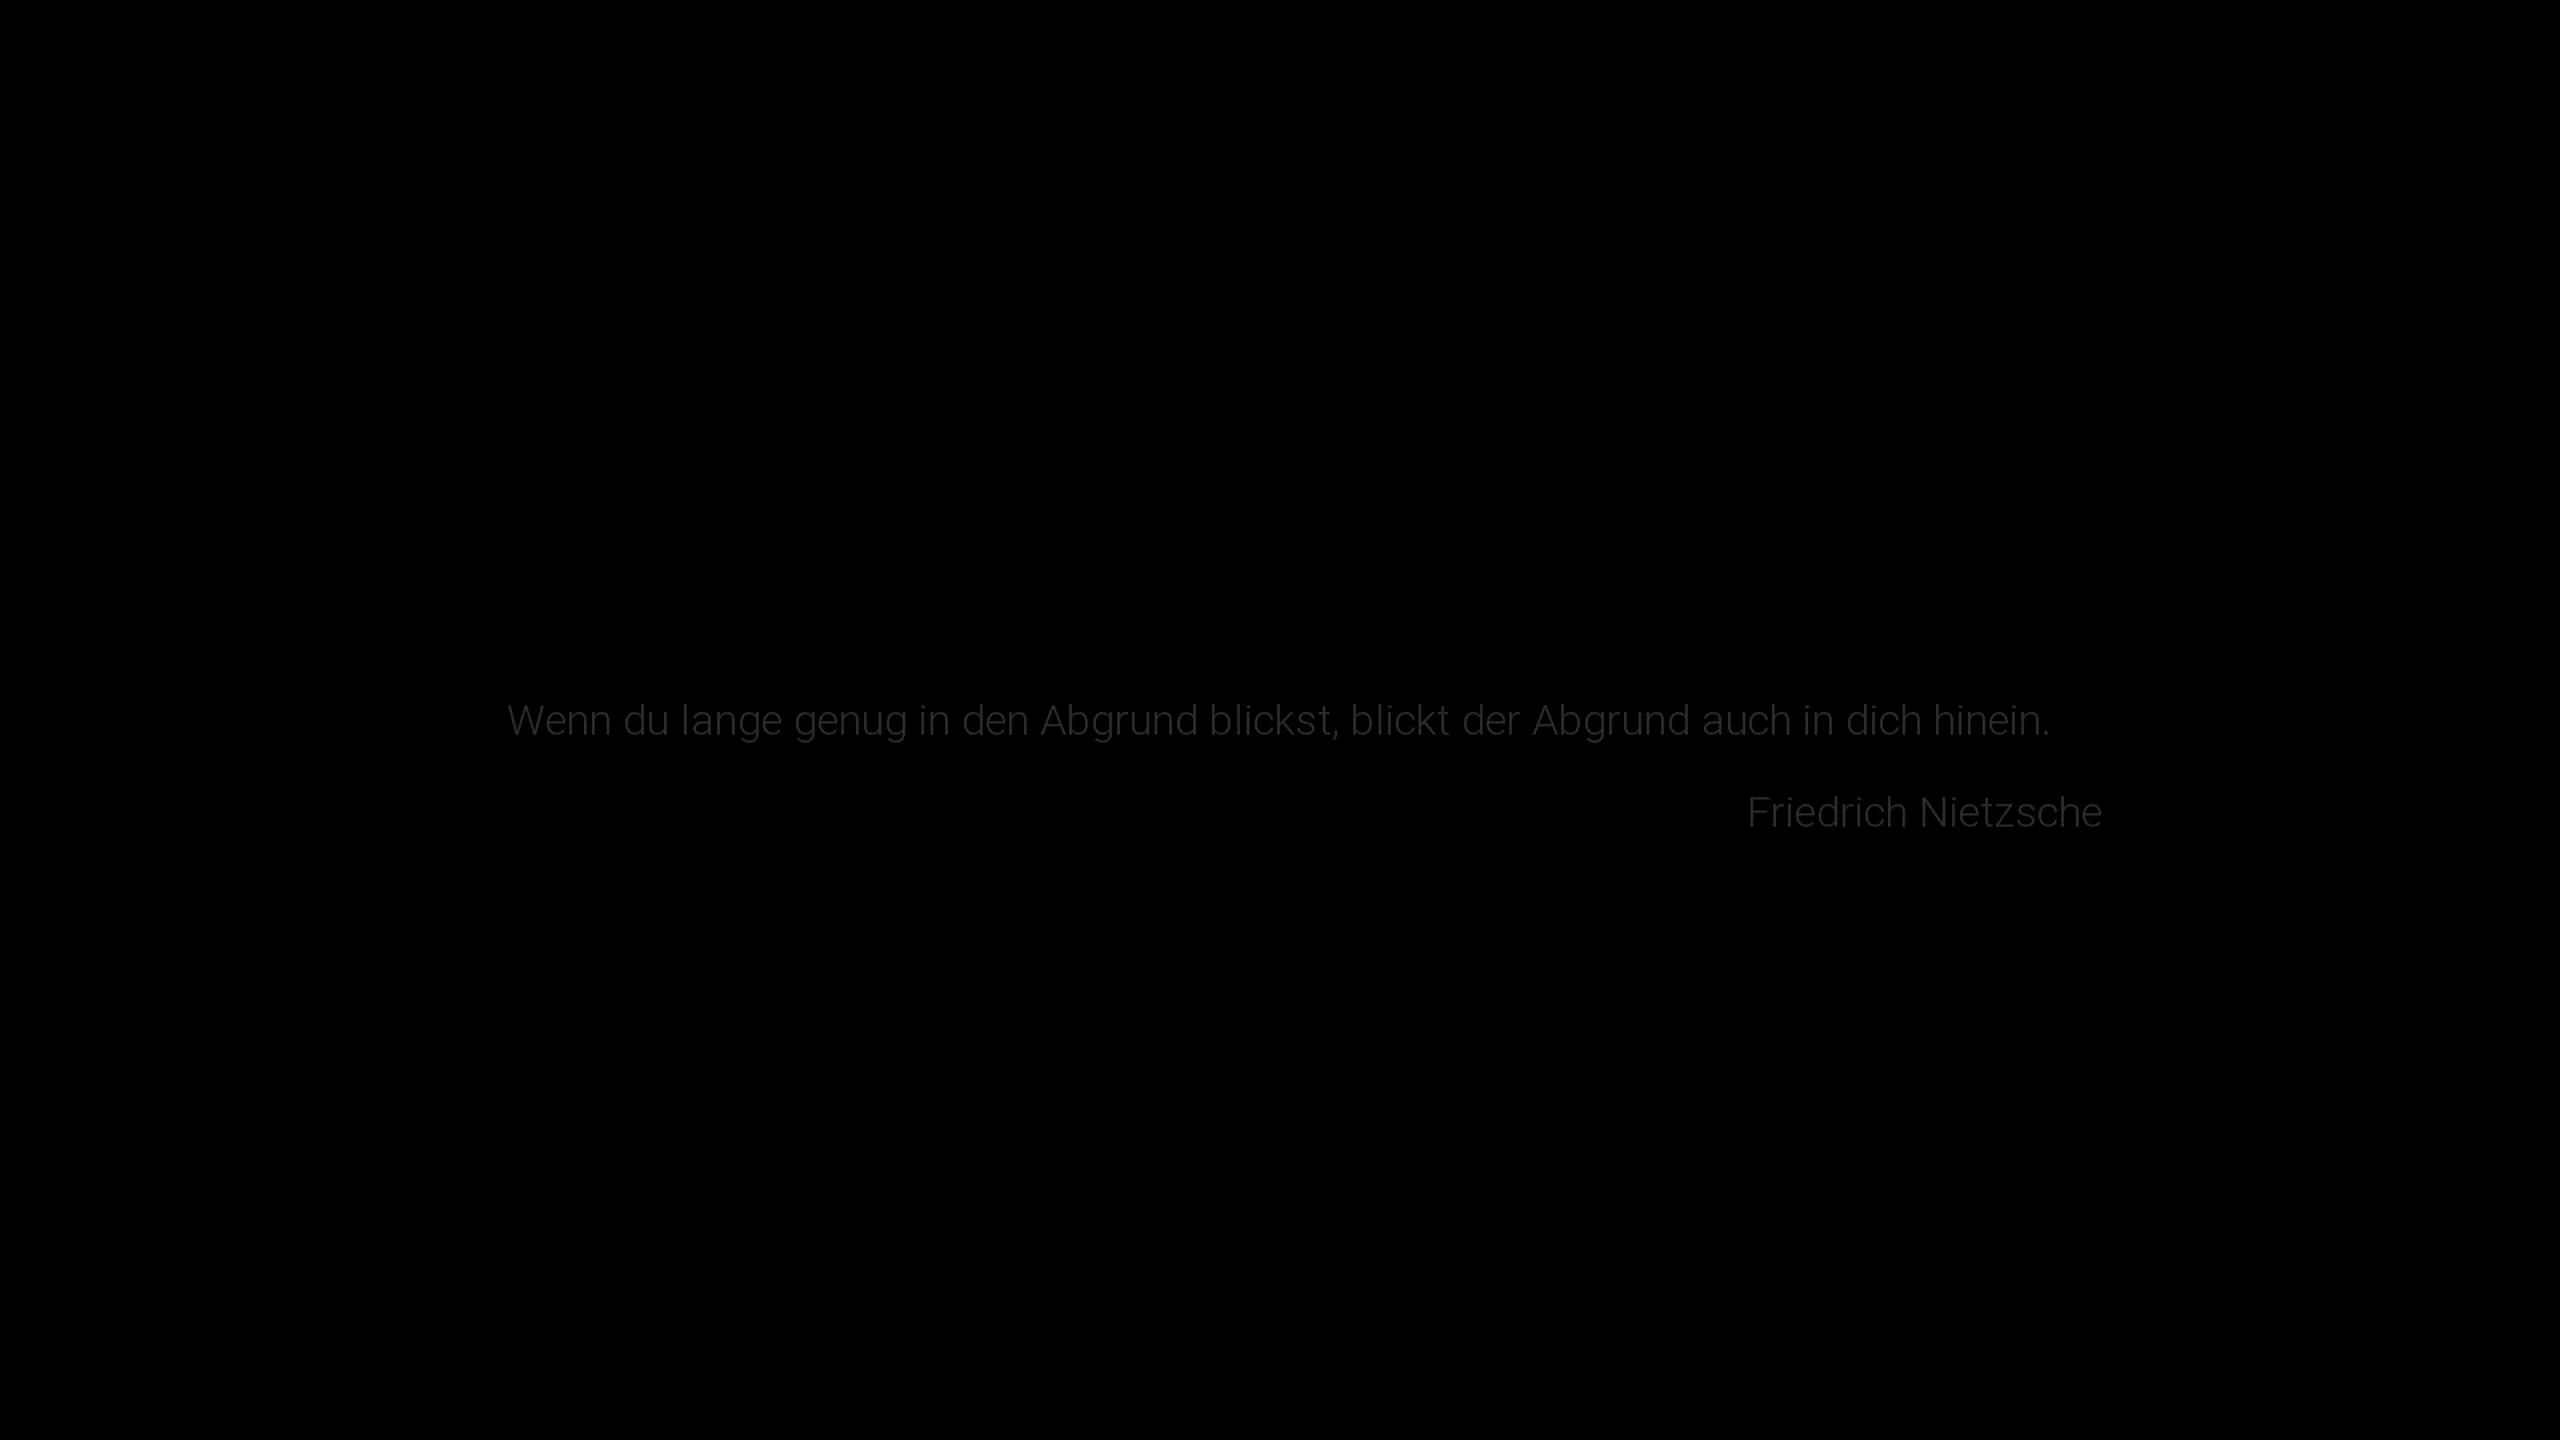 Wenn du lange genug in den Abgrund blickst, blickt der Abgrund auch in dich hinein.
Friedrich Nietzsche